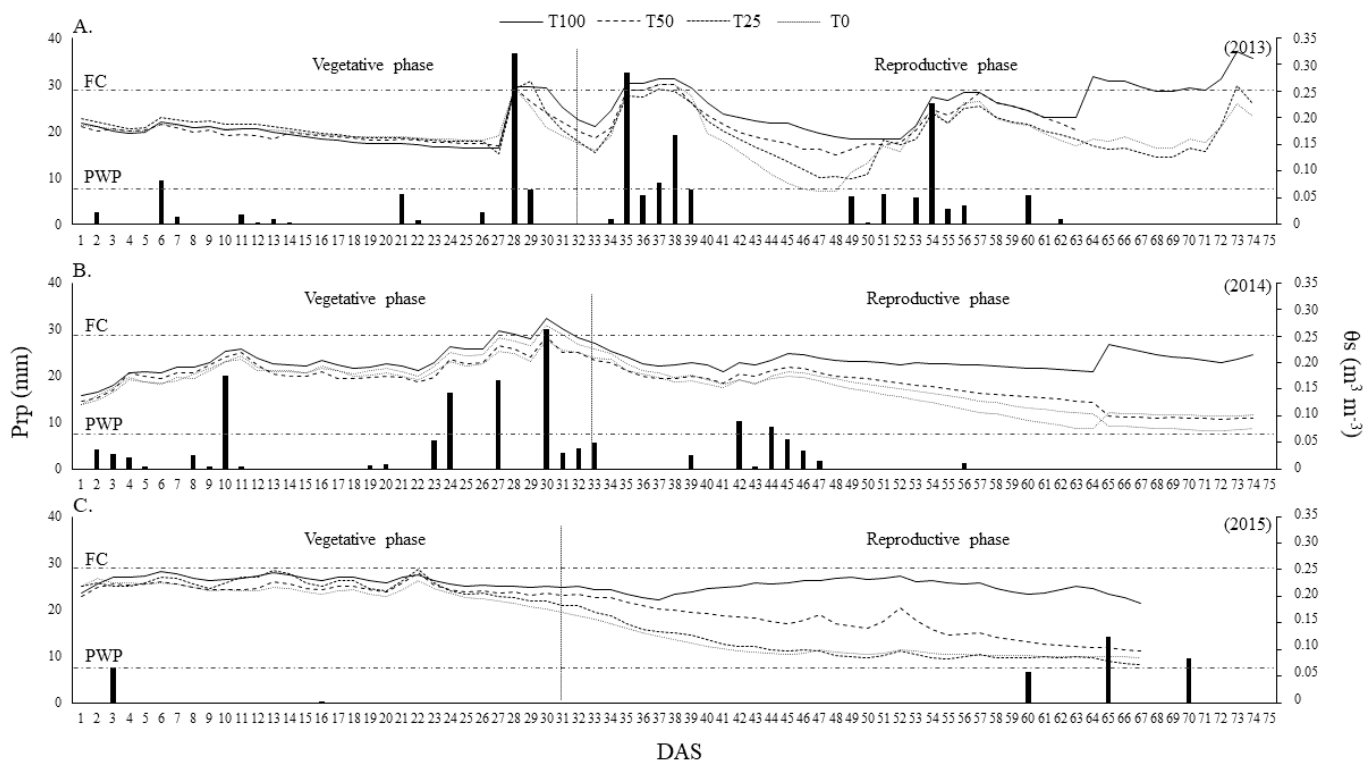 A.
T100 T50 T25 T0
40 0.35
Vegetative phase Reproductive phase (2013)
0.30
30 FC 0.25
20 0.20
0.15
10 PWP 0.10
0.05
0 0
1 2 3 4 5 6 7 8 9 10 11 12 13 14 15 16 17 18 19 20 21 22 23 24 25 26 27 28 29 30 31 32 33 34 35 36 37 38 39 40 41 42 43 44 45 46 47 48 49 50 51 52 53 54 55 56 57 58 59 60 61 62 63 64 65 66 67 68 69 70 71 72 73 74 75
B.
40 0.35
Vegetative phase Reproductive phase (2014)
0.30
30 FC 0.25
20 0.20
0.15
10 PWP 0.10
0.05
0 0
1 2 3 4 5 6 7 8 9 10 11 12 13 14 15 16 17 18 19 20 21 22 23 24 25 26 27 28 29 30 31 32 33 34 35 36 37 38 39 40 41 42 43 44 45 46 47 48 49 50 51 52 53 54 55 56 57 58 59 60 61 62 63 64 65 66 67 68 69 70 71 72 73 74 75
Prp (mm)
θs (m³ m⁻³)
C.
40 0.35
Vegetative phase Reproductive phase (2015)
0.30
30 FC 0.25
20 0.20
0.15
10 PWP 0.10
0.05
0 0
1 2 3 4 5 6 7 8 9 10 11 12 13 14 15 16 17 18 19 20 21 22 23 24 25 26 27 28 29 30 31 32 33 34 35 36 37 38 39 40 41 42 43 44 45 46 47 48 49 50 51 52 53 54 55 56 57 58 59 60 61 62 63 64 65 66 67 68 69 70 71 72 73 74 75
DAS